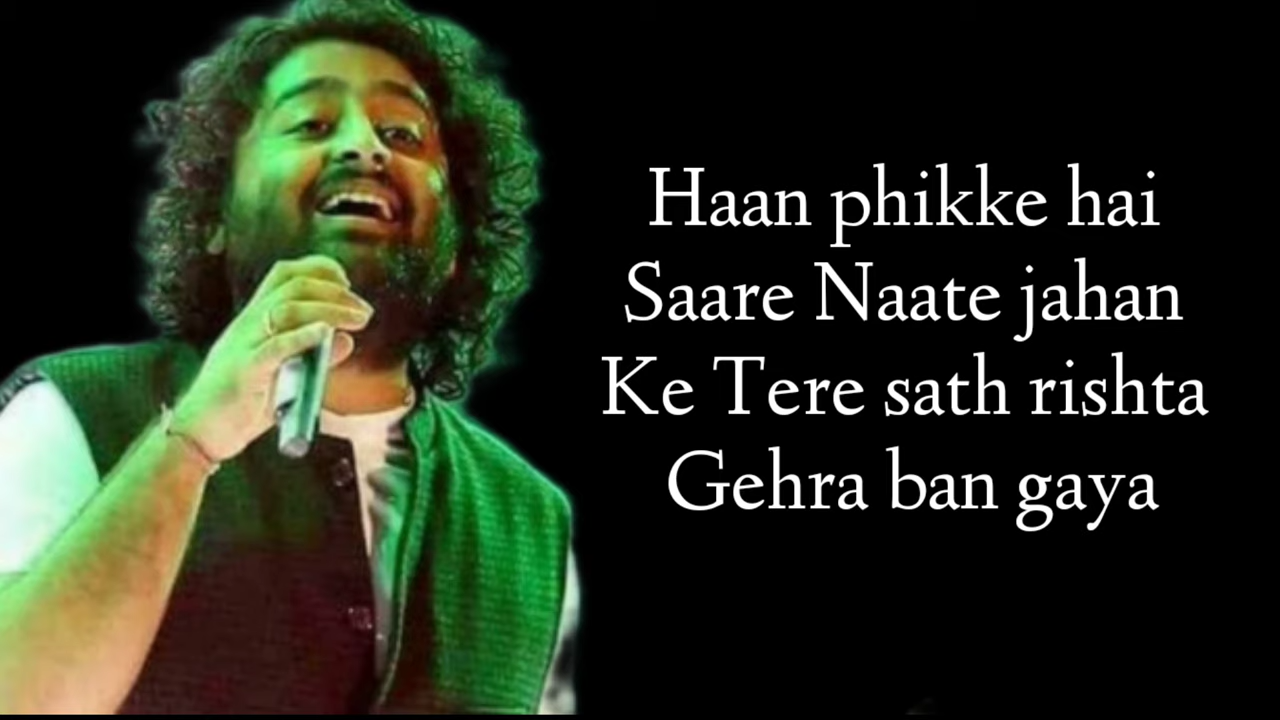 Haan phikke hai
Saare Naate jahan
Ke Tere sath rishta
Gehra ban gaya